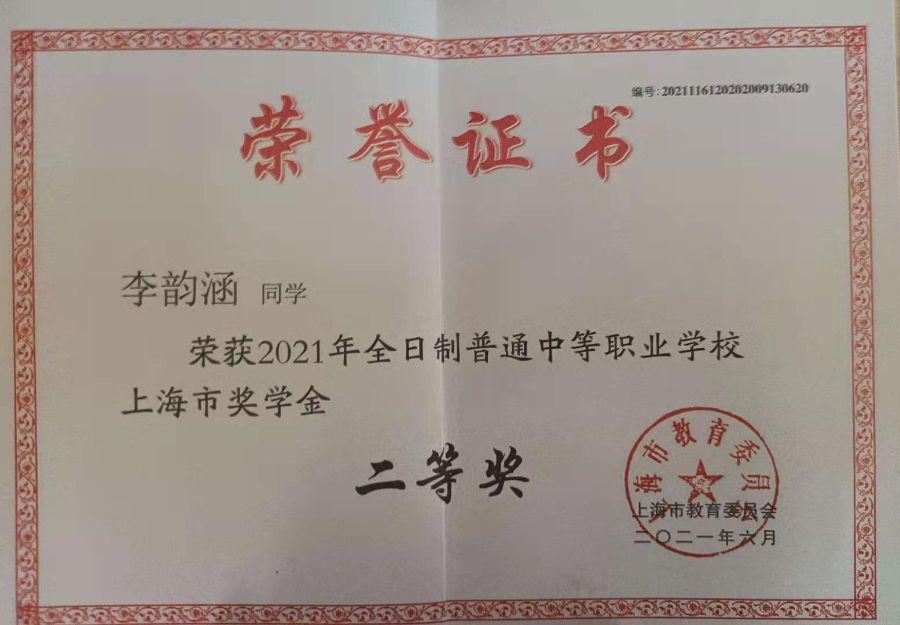 编号:2021116120202009130620
荣誉证书
李韵涵 同学
荣获2021年全日制普通中等职业学校
上海市奖学金
二等奖
上海市教育委员会
上海市教育委员会
二〇二一年六月